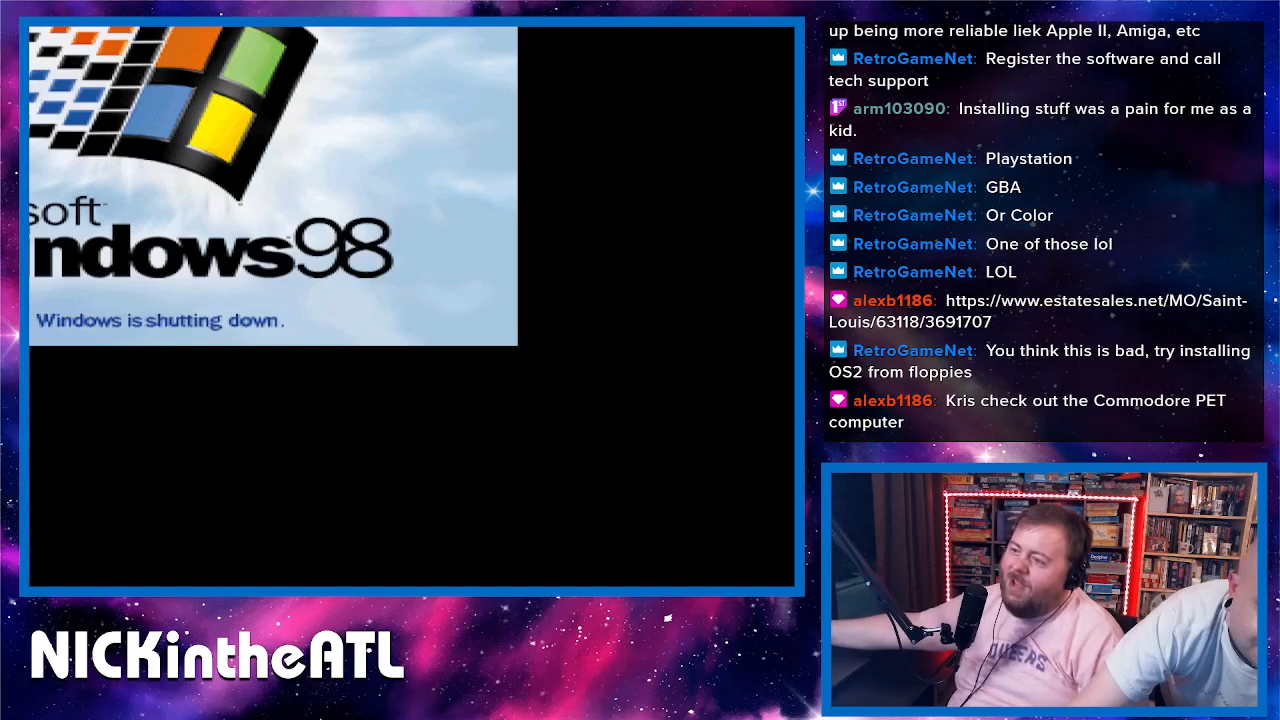 soft
ndows98
Windows is shutting down.
up being more reliable liek Apple II, Amiga, etc
RetroGameNet: Register the software and call
tech support
arm103090: Installing stuff was a pain for me as a
kid.
RetroGameNet: Playstation
RetroGameNet: GBA
RetroGameNet: Or Color
RetroGameNet: One of those lol
RetroGameNet: LOL
alexb1186: https://www.estatesales.net/MO/Saint-
Louis/63118/3691707
RetroGameNet: You think this is bad, try installing
OS2 from floppies
alexb1186: Kris check out the Commodore PET
computer
NICKintheATL